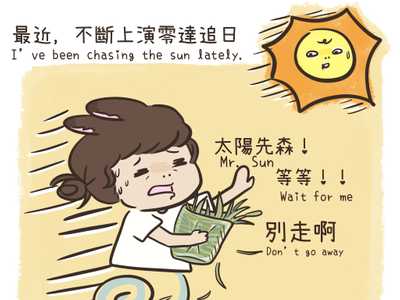 最近，不斷上演零達追日
I've been chasing the sun lately.
太陽先森！
Mr. Sun
等等！！
Wait for me
別走啊
Don't go away